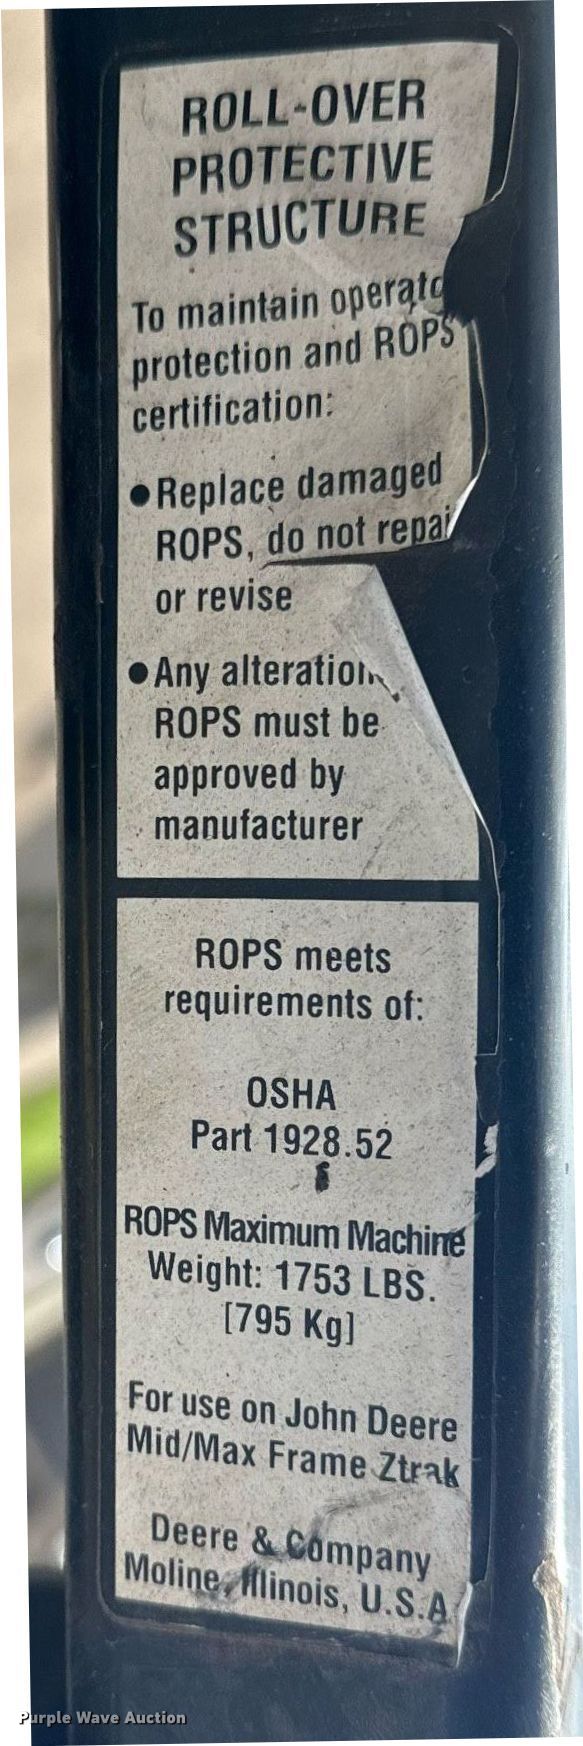 ROLL-OVER
PROTECTIVE
STRUCTURE
To maintain operato
protection and ROPS
certification:
●Replace damaged
ROPS, do not repai
or revise
●Any alteration
ROPS must be
approved by
manufacturer
ROPS meets
requirements of:
OSHA
Part 1928.52
ROPS Maximum Machine
Weight: 1753 LBS.
[795 Kg]
For use on John Deere
Mid/Max Frame Ztrak
Deere & Company
Moline, Illinois, U.S.A
Purple Wave Auction